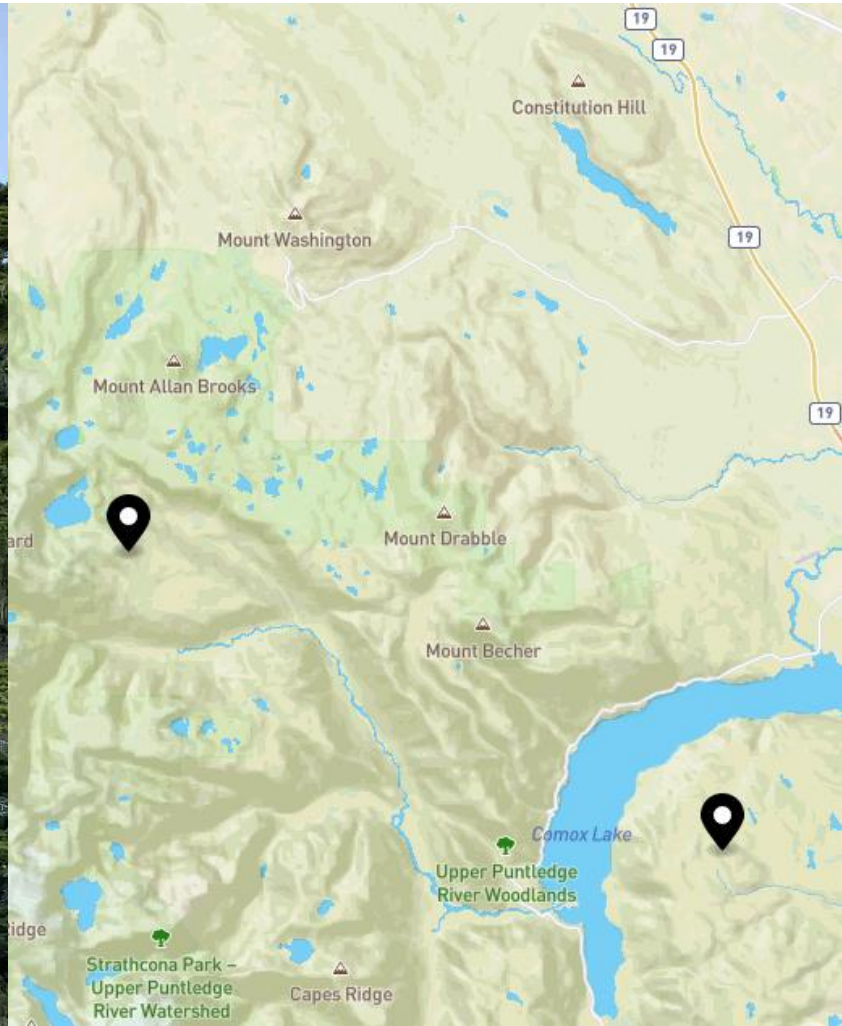 19
19
Constitution Hill
Mount Washington
19
Mount Allan Brooks
19
ard
Mount Drabble
Mount Becher
Comox Lake
Upper Puntledge
River Woodlands
idge
Strathcona Park –
Upper Puntledge
River Watershed
Capes Ridge